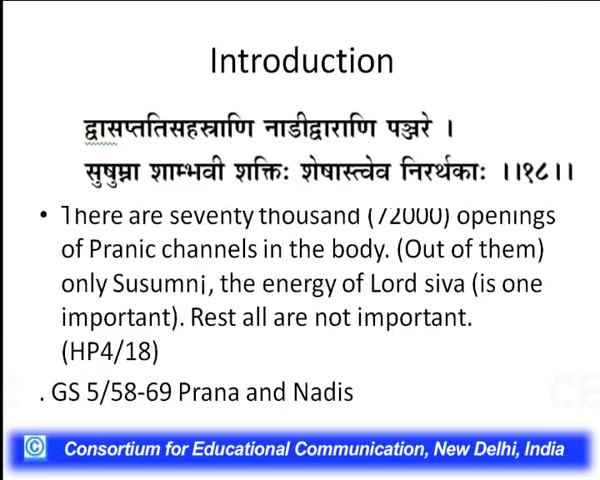 Introduction
द्वासप्ततिसहस्राणि नाडीद्वाराणि पञ्जरे ।
सुषुम्ना शाम्भवी शक्तिः शेषास्त्वेव निरर्थकाः ।।१८।।
• There are seventy thousand (72000) openings
of Pranic channels in the body. (Out of them)
only Susumni, the energy of Lord siva (is one
important). Rest all are not important.
(HP4/18)
. GS 5/58-69 Prana and Nadis
© Consortium for Educational Communication, New Delhi, India